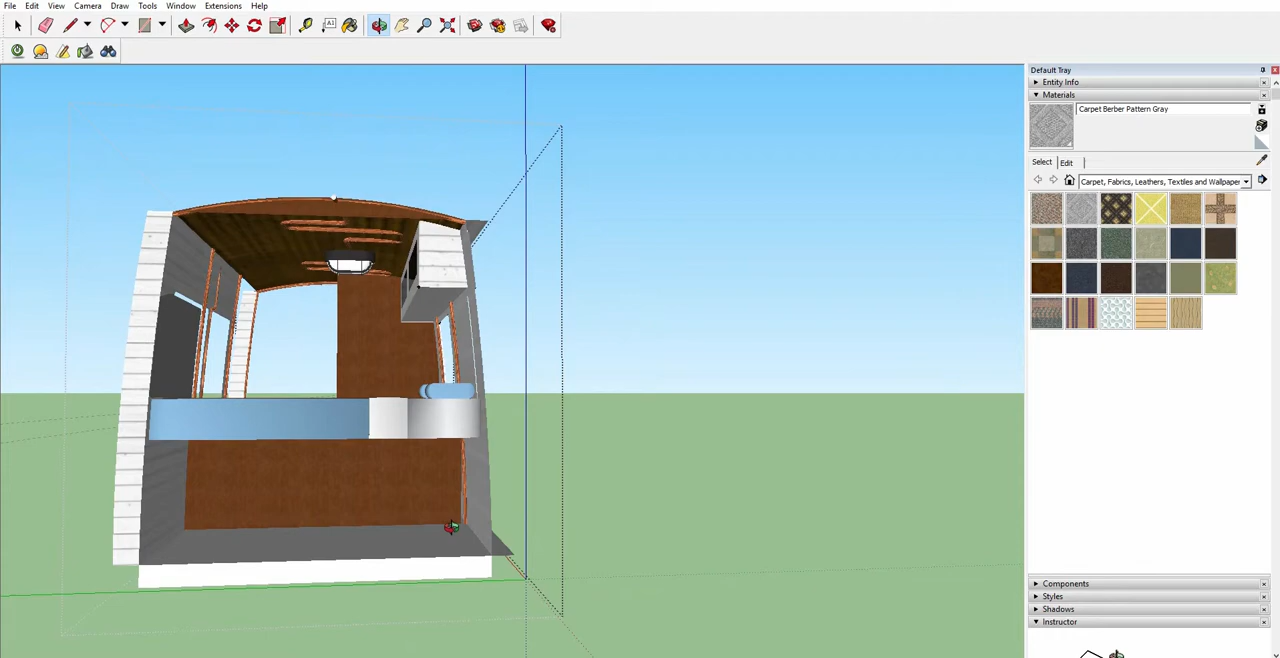 File Edit View Camera Draw Tools Window Extensions Help
Default Tray
Entity Info
Materials
Carpet Berber Pattern Gray
Select Edit
Carpet, Fabrics, Leathers, Textiles and Wallpaper
Components
Styles
Shadows
Instructor